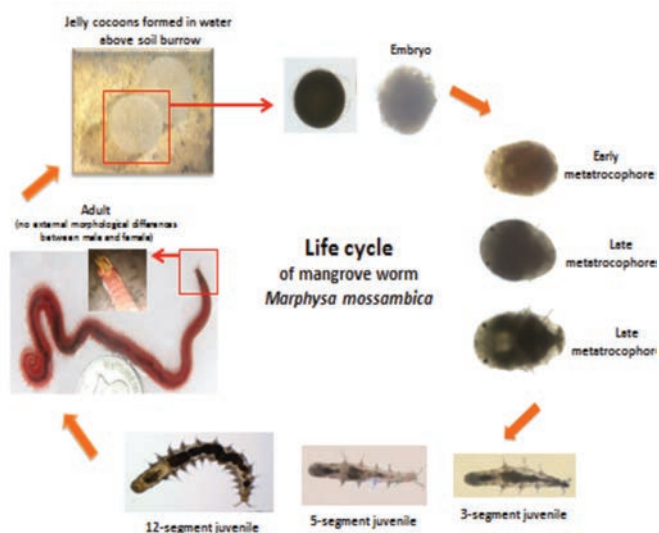 Jelly cocoons formed in water
above soil burrow
Embryo
Early
metatrocophore
Late
metatrocophores
Late
metatrocophore
Adult
(no external morphological differences
between male and female)
Life cycle
of mangrove worm
Marphysa mossambica
12-segment juvenile
5-segment juvenile
3-segment juvenile